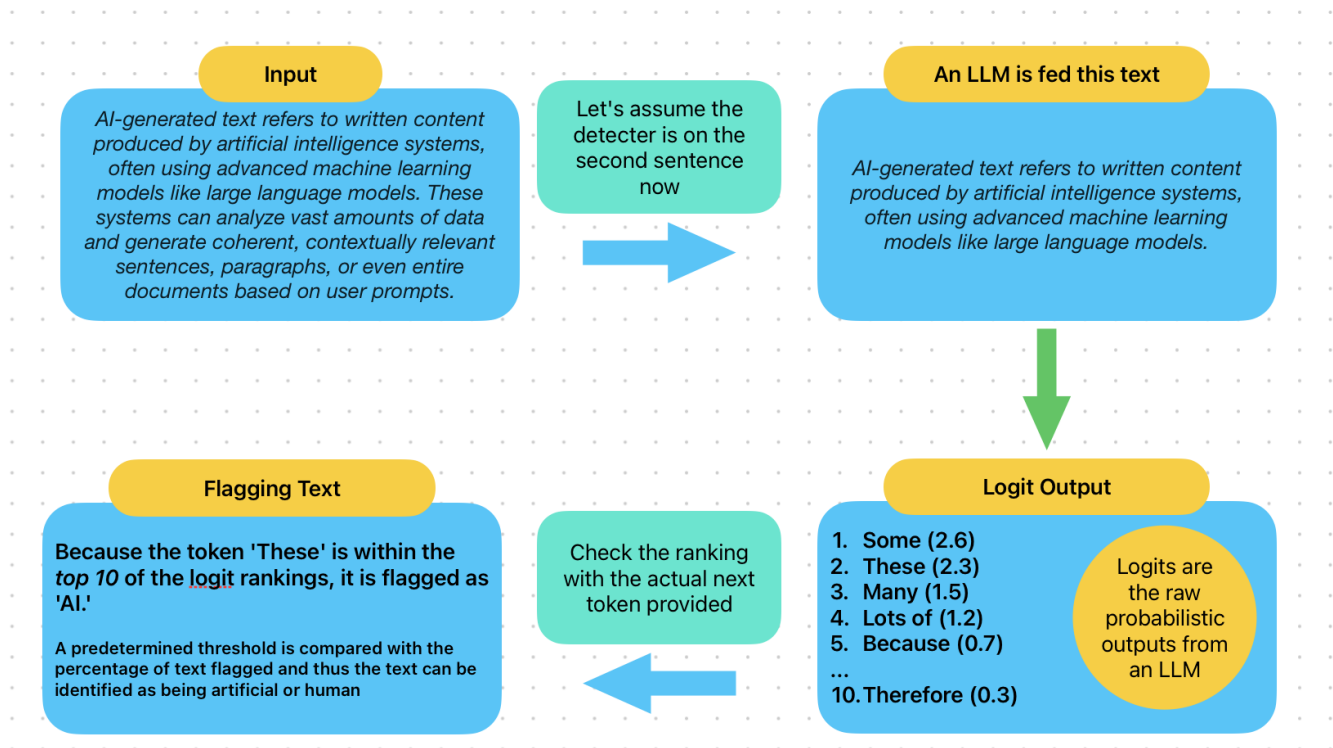 Input
AI-generated text refers to written content
produced by artificial intelligence systems,
often using advanced machine learning
models like large language models. These
systems can analyze vast amounts of data
and generate coherent, contextually relevant
sentences, paragraphs, or even entire
documents based on user prompts.
Let's assume the
detecter is on the
second sentence
now
An LLM is fed this text
AI-generated text refers to written content
produced by artificial intelligence systems,
often using advanced machine learning
models like large language models.
Logit Output
1. Some (2.6)
2. These (2.3)
3. Many (1.5)
4. Lots of (1.2)
5. Because (0.7)
...
10. Therefore (0.3)
Logits are
the raw
probabilistic
outputs from
an LLM
Check the ranking
with the actual next
token provided
Flagging Text
Because the token 'These' is within the
top 10 of the logit rankings, it is flagged as
'AI.'
A predetermined threshold is compared with the
percentage of text flagged and thus the text can be
identified as being artificial or human